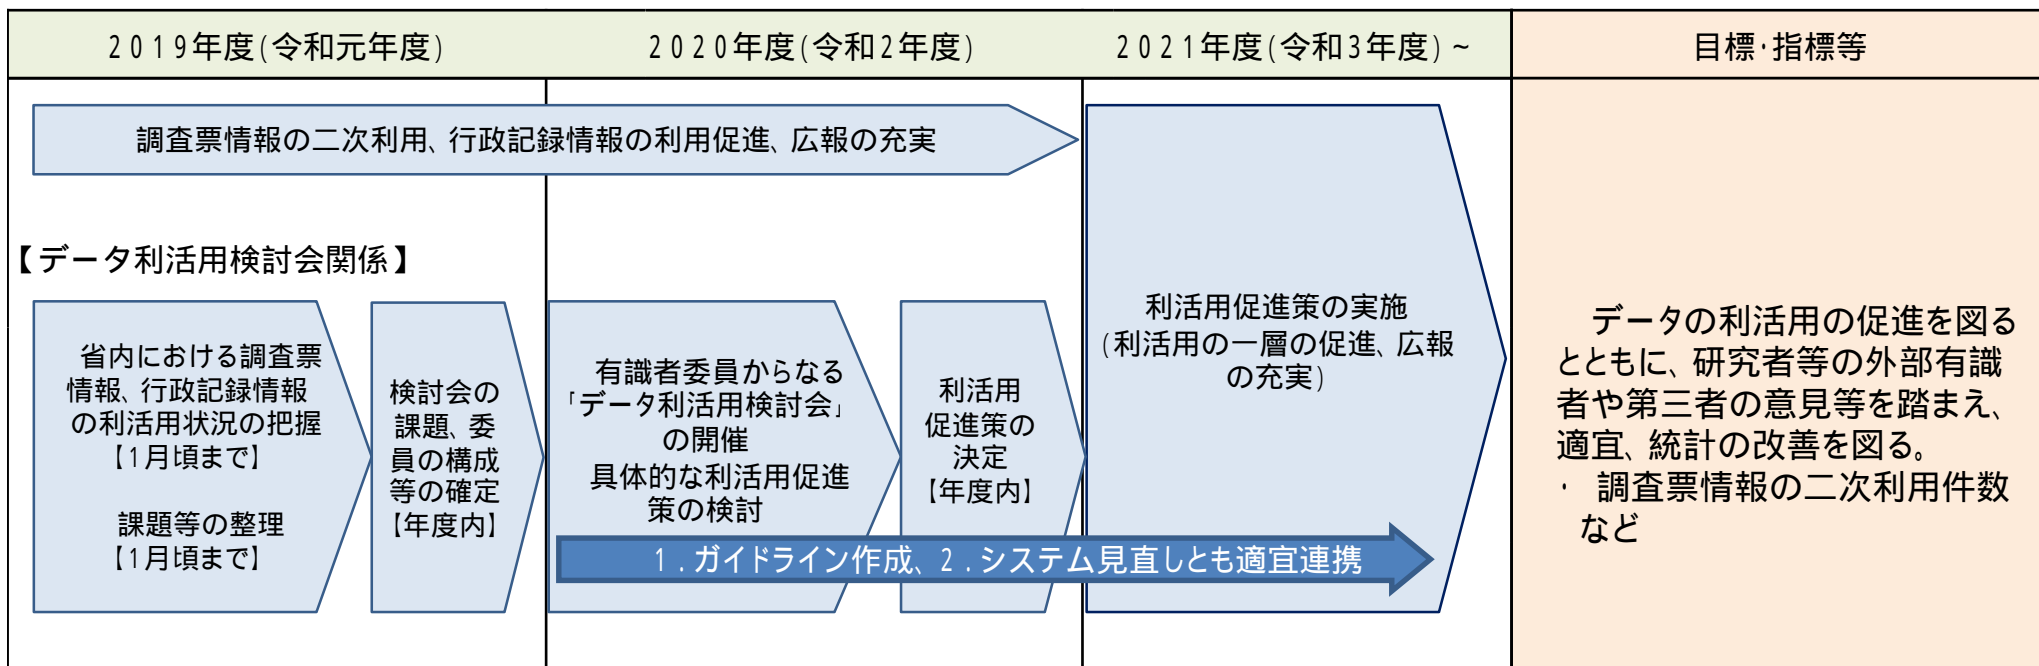 2019年度(令和元年度)
2020年度(令和2年度)
2021年度(令和3年度)~
目標・指標等
調査票情報の二次利用、行政記録情報の利用促進、広報の充実
【データ利活用検討会関係】
省内における調査票
情報、行政記録情報
の利活用状況の把握
【1月頃まで】
課題等の整理
【1月頃まで】
検討会の
課題、委
員の構成
等の確定
【年度内】
有識者委員からなる
「データ利活用検討会」
の開催
具体的な利活用促進
策の検討
利活用
促進策の
決定
【年度内】
1.ガイドライン作成、2.システム見直しとも適宜連携
利活用促進策の実施
(利活用の一層の促進、広報
の充実)
データの利活用の促進を図る
とともに、研究者等の外部有識
者や第三者の意見等を踏まえ、
適宜、統計の改善を図る。
・ 調査票情報の二次利用件数
など